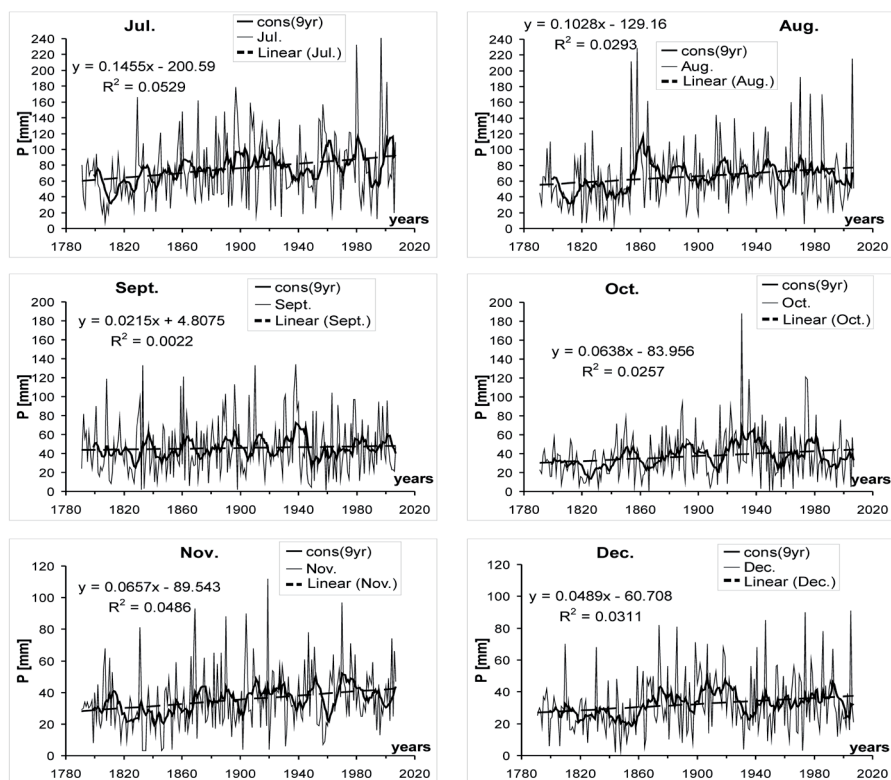 Jul.
cons(9yr)
Jul.
Linear (Jul.)
y = 0.1455x - 200.59
R² = 0.0529
P [mm]
240
220
200
180
160
140
120
100
80
60
40
20
0
years
1780 1820 1860 1900 1940 1980 2020
y = 0.1028x - 129.16
R² = 0.0293
Aug.
cons(9yr)
Aug.
Linear (Aug.)
P [mm]
240
220
200
180
160
140
120
100
80
60
40
20
0
years
1780 1820 1860 1900 1940 1980 2020
Sept.
cons(9yr)
Sept.
Linear (Sept.)
y = 0.0215x + 4.8075
R² = 0.0022
P [mm]
200
180
160
140
120
100
80
60
40
20
0
years
1780 1820 1860 1900 1940 1980 2020
Oct.
cons(9yr)
Oct.
Linear (Oct.)
y = 0.0638x - 83.956
R² = 0.0257
P [mm]
200
180
160
140
120
100
80
60
40
20
0
years
1780 1820 1860 1900 1940 1980 2020
Nov.
cons(9yr)
Nov.
Linear (Nov.)
y = 0.0657x - 89.543
R² = 0.0486
P [mm]
120
100
80
60
40
20
0
years
1780 1820 1860 1900 1940 1980 2020
Dec.
cons(9yr)
Dec.
Linear (Dec.)
y = 0.0489x - 60.708
R² = 0.0311
P [mm]
120
100
80
60
40
20
0
years
1780 1820 1860 1900 1940 1980 2020